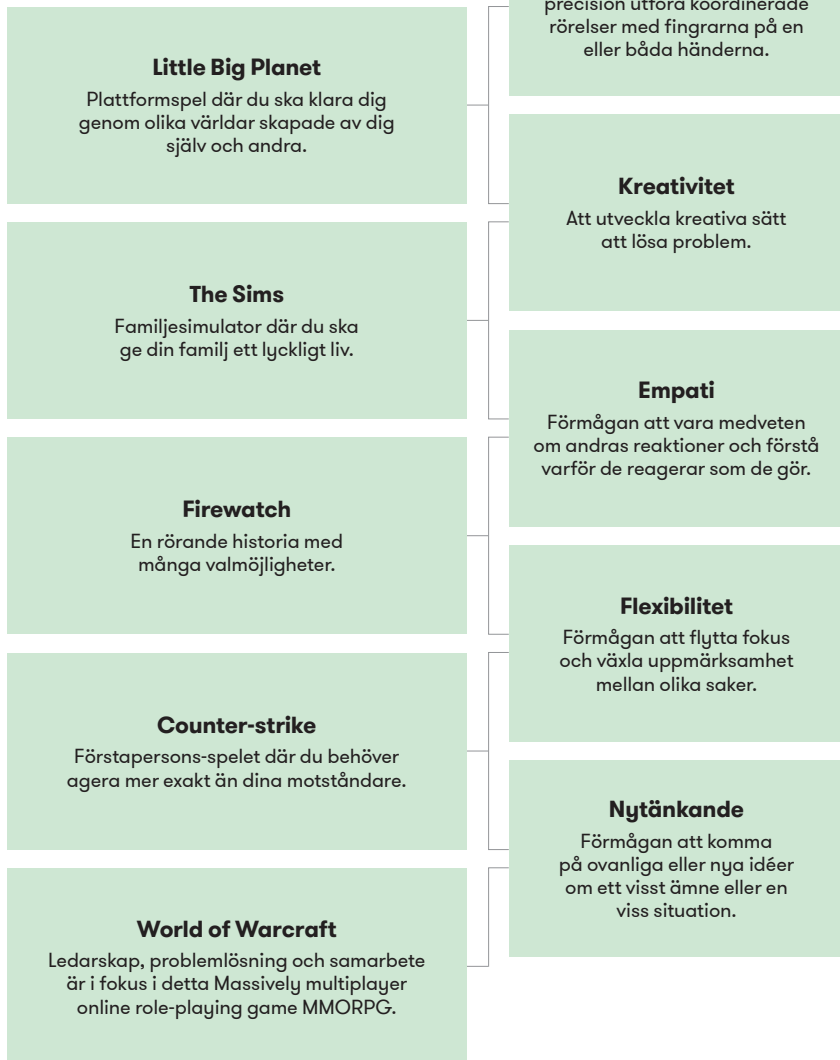 Little Big Planet
Plattformspel där du ska klara dig
genom olika världar skapade av dig
själv och andra.
The Sims
Familjesimulator där du ska
ge din familj ett lyckligt liv.
Firewatch
En rörande historia med
många valmöjligheter.
Counter-strike
Förstapersons-spelet där du behöver
agera mer exakt än dina motståndare.
World of Warcraft
Ledarskap, problemlösning och samarbete
är i fokus i detta Massively multiplayer
online role-playing game MMORPG.
precision utföra koordinerade
rörelser med fingrarna på en
eller båda händerna.
Kreativitet
Att utveckla kreativa sätt
att lösa problem.
Empati
Förmågan att vara medveten
om andras reaktioner och förstå
varför de reagerar som de gör.
Flexibilitet
Förmågan att flytta fokus
och växla uppmärksamhet
mellan olika saker.
Nytänkande
Förmågan att komma
på ovanliga eller nya idéer
om ett visst ämne eller en
viss situation.